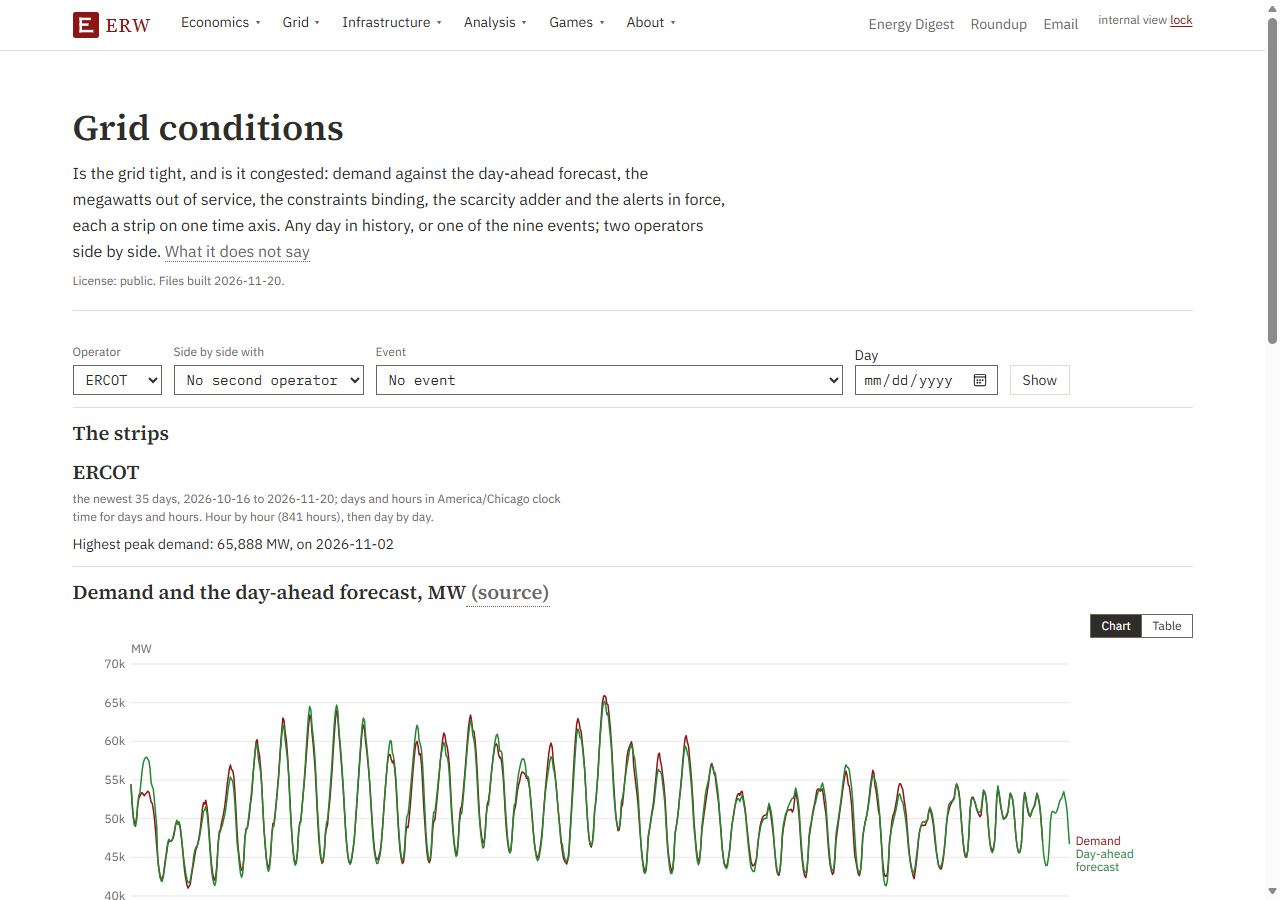 E ERW Economics Grid Infrastructure Analysis Games About Energy Digest Roundup Email internal view lock
Grid conditions
Is the grid tight, and is it congested: demand against the day-ahead forecast, the
megawatts out of service, the constraints binding, the scarcity adder and the alerts in force,
each a strip on one time axis. Any day in history, or one of the nine events; two operators
side by side. What it does not say
License: public. Files built 2026-11-20.
Operator Side by side with Event Day
ERCOT No second operator No event mm/dd/yyyy Show
The strips
ERCOT
the newest 35 days, 2026-10-16 to 2026-11-20; days and hours in America/Chicago clock
time for days and hours. Hour by hour (841 hours), then day by day.
Highest peak demand: 65,888 MW, on 2026-11-02
Demand and the day-ahead forecast, MW (source)
Chart Table
MW
70k
65k
60k
55k
50k
45k
40k
Demand
Day-ahead
forecast